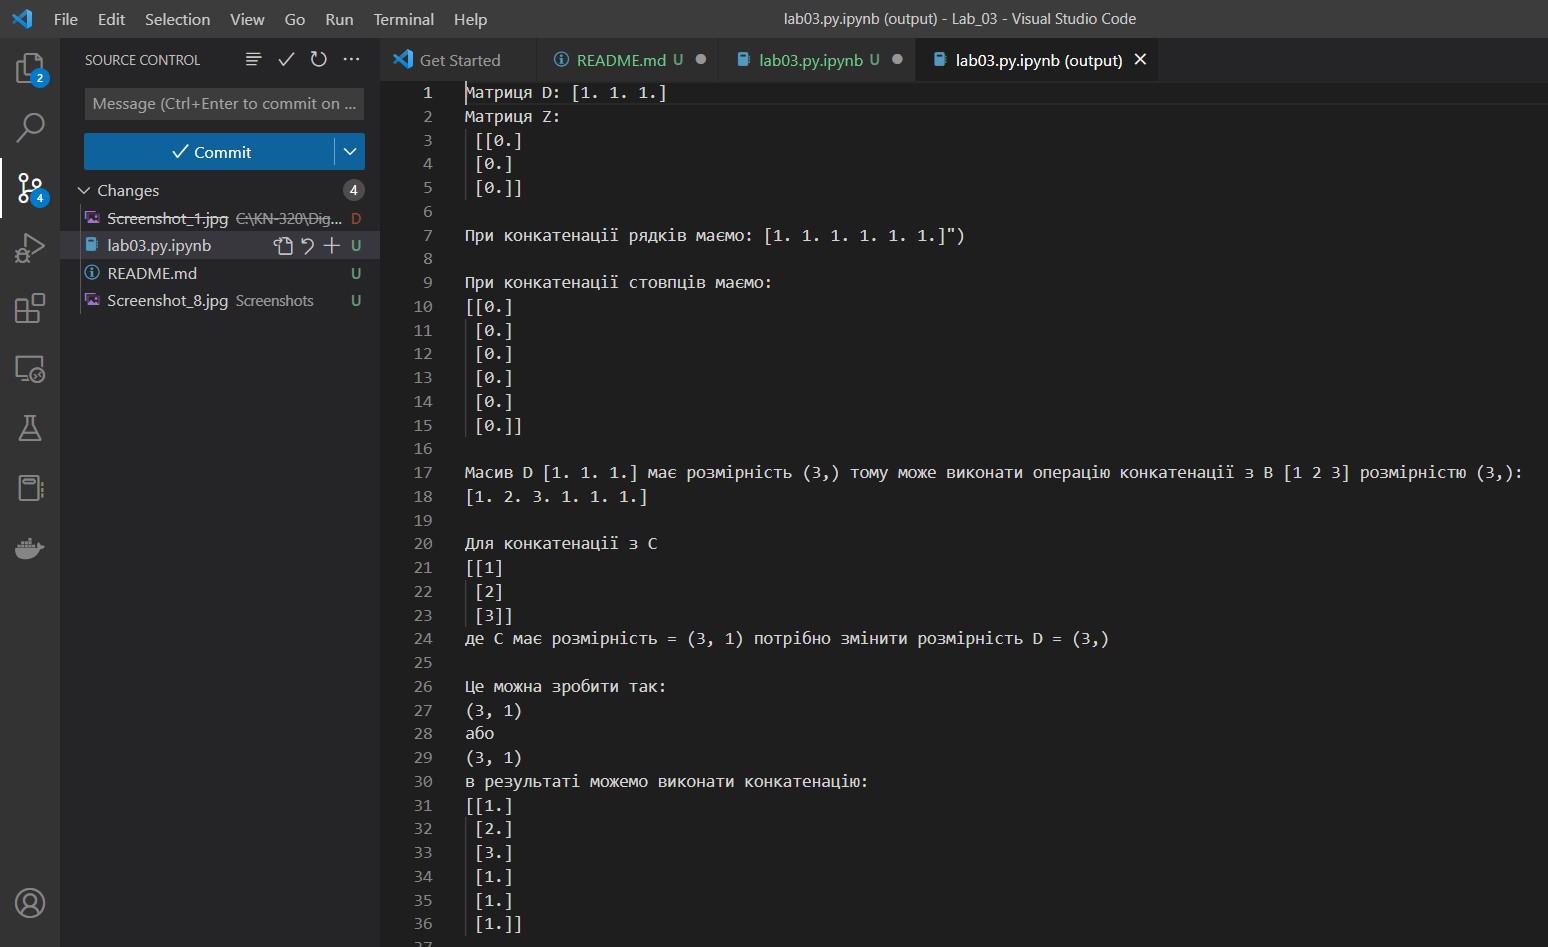 File Edit Selection View Go Run Terminal Help
lab03.py.ipynb (output) - Lab_03 - Visual Studio Code
SOURCE CONTROL
Message (Ctrl+Enter to commit on ...
Commit
Changes 4
Screenshot_1.jpg C:\KN-320\Dig... D
lab03.py.ipynb U
README.md U
Screenshot_8.jpg Screenshots U
2
4
Get Started README.md U lab03.py.ipynb U lab03.py.ipynb (output)
1 Матриця D: [1. 1. 1.]
2 Матриця Z:
3 [[0.]
4 [0.]
5 [0.]]
6
7 При конкатенації рядків маємо: [1. 1. 1. 1. 1. 1.]")
8
9 При конкатенації стовпців маємо:
10 [[0.]
11 [0.]
12 [0.]
13 [0.]
14 [0.]
15 [0.]]
16
17 Масив D [1. 1. 1.] має розмірність (3,) тому може виконати операцію конкатенації з B [1 2 3] розмірністю (3,):
18 [1. 2. 3. 1. 1. 1.]
19
20 Для конкатенації з C
21 [[1]
22 [2]
23 [3]]
24 де C має розмірність = (3, 1) потрібно змінити розмірність D = (3,)
25
26 Це можна зробити так:
27 (3, 1)
28 або
29 (3, 1)
30 в результаті можемо виконати конкатенацію:
31 [[1.]
32 [2.]
33 [3.]
34 [1.]
35 [1.]
36 [1.]]
37